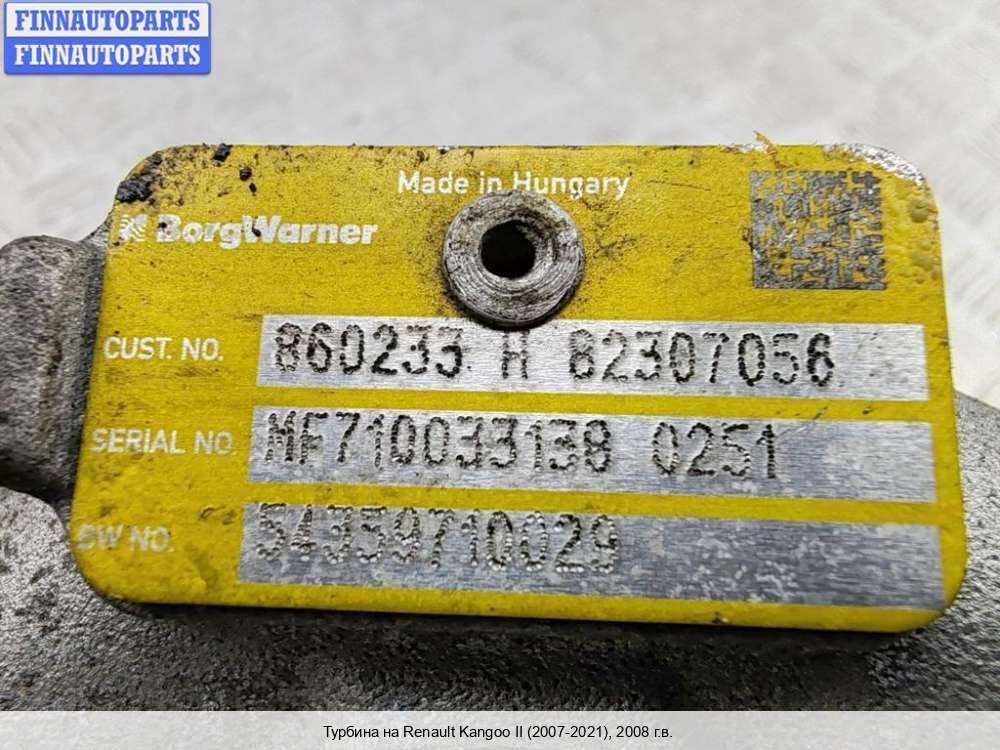 FINNAUTOPARTS
FINNAUTOPARTS
Made in Hungary
BorgWarner
CUST. NO. 860233 H 82307056
SERIAL NO. MF710033138 0251
BW NO. 54359710029
Турбина на Renault Kangoo II (2007-2021), 2008 г.в.